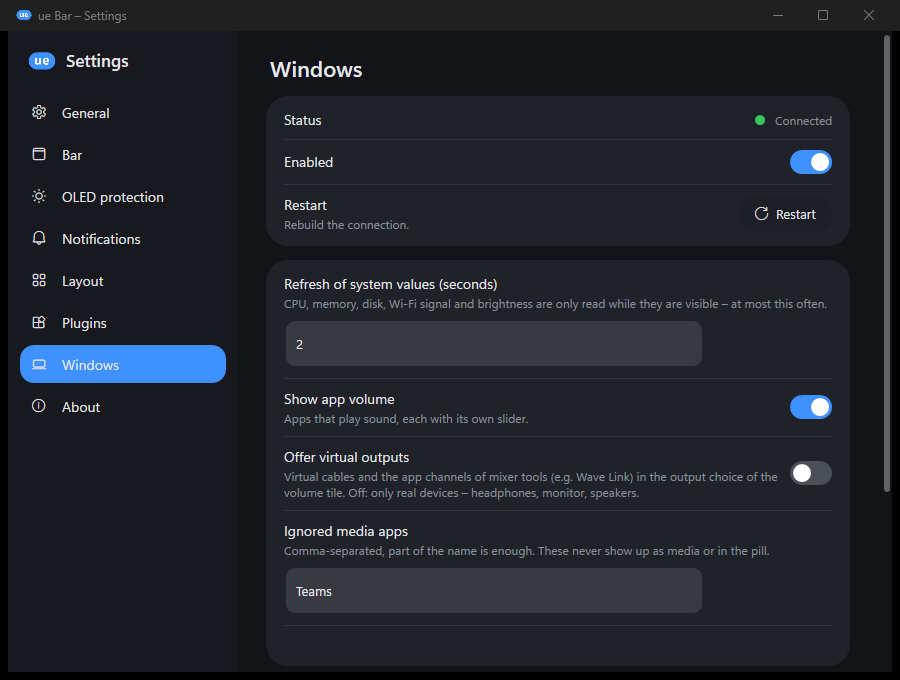 ue ue Bar – Settings
ue Settings
General
Bar
OLED protection
Notifications
Layout
Plugins
Windows
About
Windows
Status
Connected
Enabled
Restart
Rebuild the connection.
Restart
Refresh of system values (seconds)
CPU, memory, disk, Wi-Fi signal and brightness are only read while they are visible – at most this often.
2
Show app volume
Apps that play sound, each with its own slider.
Offer virtual outputs
Virtual cables and the app channels of mixer tools (e.g. Wave Link) in the output choice of the
volume tile. Off: only real devices – headphones, monitor, speakers.
Ignored media apps
Comma-separated, part of the name is enough. These never show up as media or in the pill.
Teams